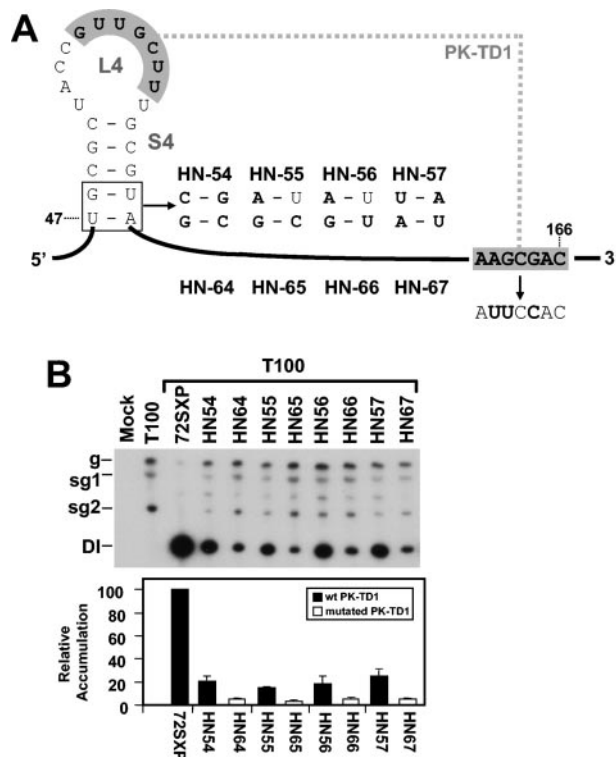 A
C G U U G C U U
C
A
U U
L4
PK-TD1
C - G S4
G - C
C - G
G - U
47 U - A
HN-54 HN-55 HN-56 HN-57
C - G A - U A - U U - A
G - C G - C G - U A - U
166
5' AAGCGAC 3
HN-64 HN-65 HN-66 HN-67
AUUCCAC
B
T100
Mock T100 72SXP HN54 HN64 HN55 HN65 HN56 HN66 HN57 HN67
g
sg1
sg2
DI
Relative Accumulation
100
80
60
40
20
0
wt PK-TD1
mutated PK-TD1
72SXP HN54 HN64 HN55 HN65 HN56 HN66 HN57 HN67